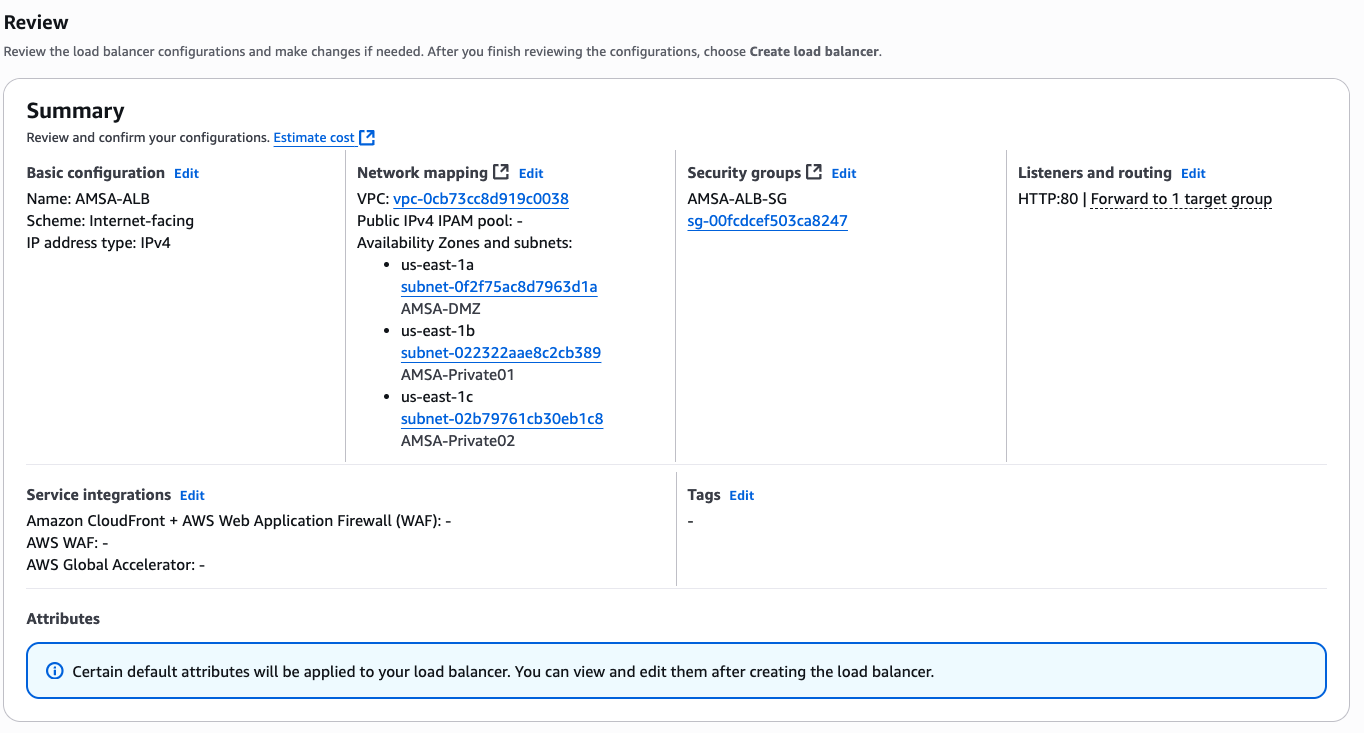 Review
Review the load balancer configurations and make changes if needed. After you finish reviewing the configurations, choose Create load balancer.
Summary
Review and confirm your configurations. Estimate cost
Basic configuration Edit
Name: AMSA-ALB
Scheme: Internet-facing
IP address type: IPv4
Network mapping Edit
VPC: vpc-0cb73cc8d919c0038
Public IPv4 IPAM pool: -
Availability Zones and subnets:
• us-east-1a
subnet-0f2f75ac8d7963d1a
AMSA-DMZ
• us-east-1b
subnet-022322aae8c2cb389
AMSA-Private01
• us-east-1c
subnet-02b79761cb30eb1c8
AMSA-Private02
Security groups Edit
AMSA-ALB-SG
sg-00fcdcef503ca8247
Listeners and routing Edit
HTTP:80 | Forward to 1 target group
Service integrations Edit
Amazon CloudFront + AWS Web Application Firewall (WAF): -
AWS WAF: -
AWS Global Accelerator: -
Tags Edit
-
Attributes
Certain default attributes will be applied to your load balancer. You can view and edit them after creating the load balancer.